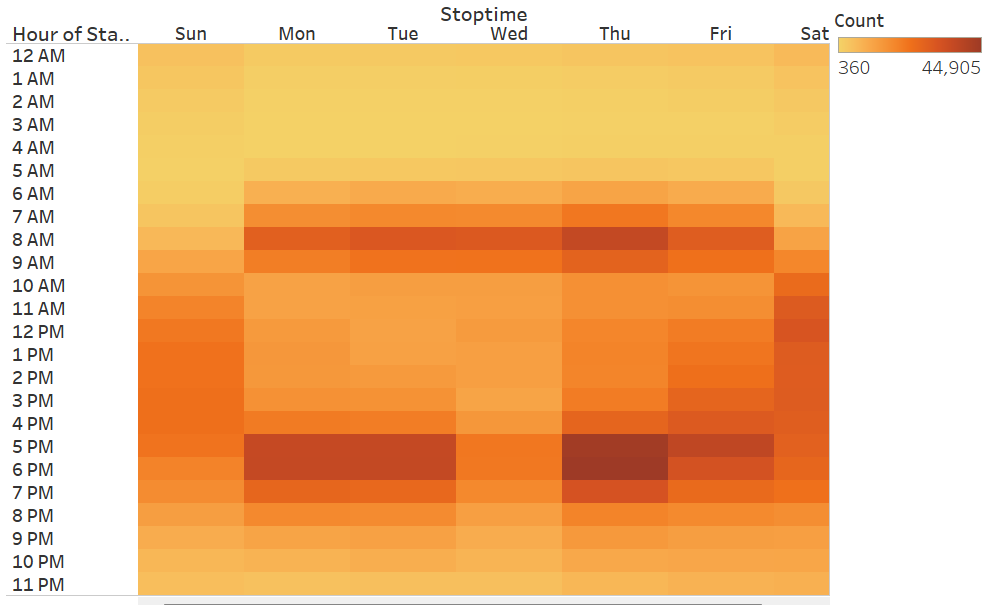 Stoptime
Hour of Sta.. Sun Mon Tue Wed Thu Fri Sat
12 AM
1 AM
2 AM
3 AM
4 AM
5 AM
6 AM
7 AM
8 AM
9 AM
10 AM
11 AM
12 PM
1 PM
2 PM
3 PM
4 PM
5 PM
6 PM
7 PM
8 PM
9 PM
10 PM
11 PM
Count
360 44,905